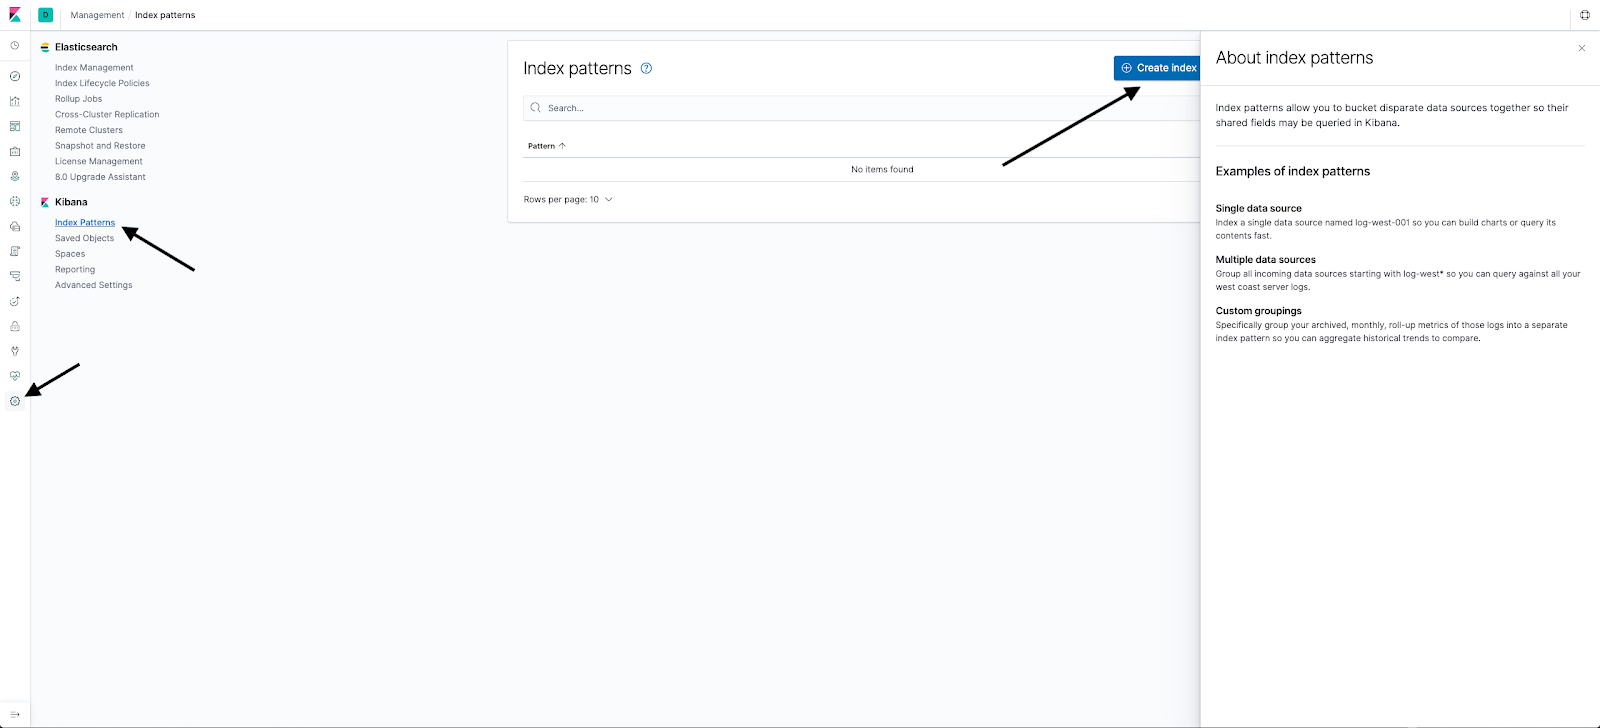 D Management / Index patterns
Elasticsearch
Index Management
Index Lifecycle Policies
Rollup Jobs
Cross-Cluster Replication
Remote Clusters
Snapshot and Restore
License Management
8.0 Upgrade Assistant
Kibana
Index Patterns
Saved Objects
Spaces
Reporting
Advanced Settings
Index patterns
Create index
Search...
Pattern
No items found
Rows per page: 10
About index patterns
Index patterns allow you to bucket disparate data sources together so their
shared fields may be queried in Kibana.
Examples of index patterns
Single data source
Index a single data source named log-west-001 so you can build charts or query its
contents fast.
Multiple data sources
Group all incoming data sources starting with log-west* so you can query against all your
west coast server logs.
Custom groupings
Specifically group your archived, monthly, roll-up metrics of those logs into a separate
index pattern so you can aggregate historical trends to compare.